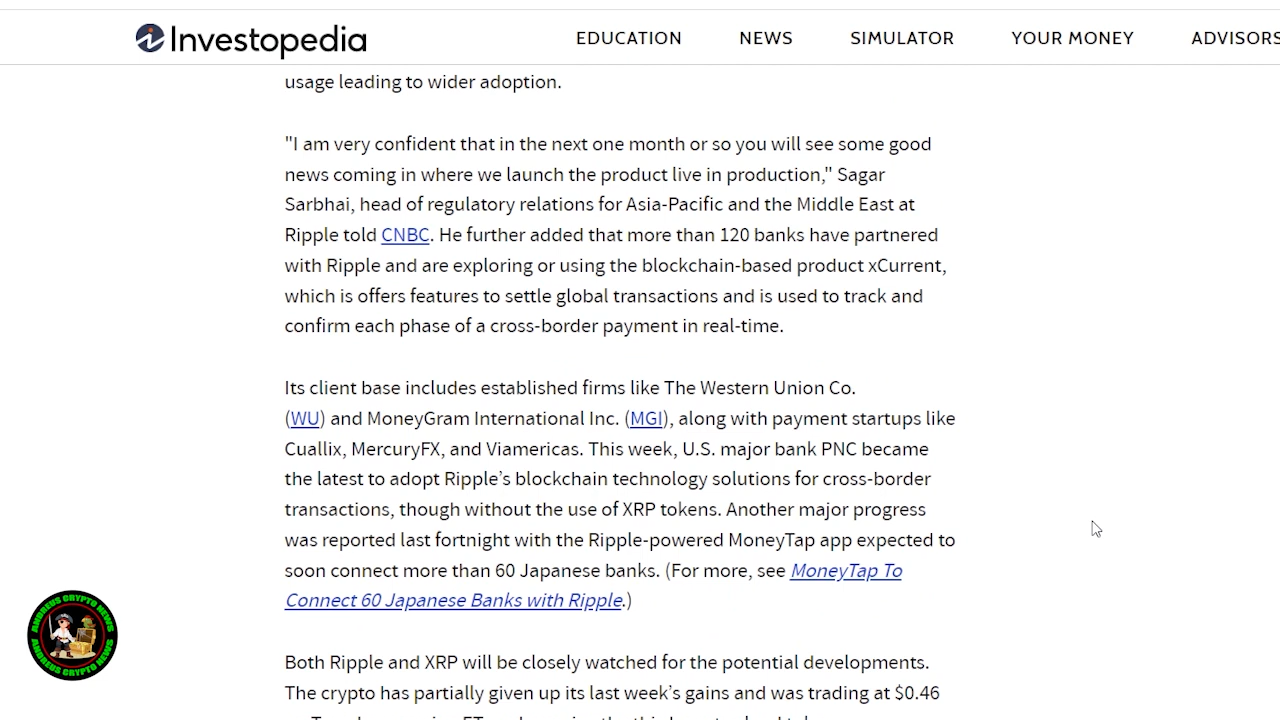 Investopedia
EDUCATION NEWS SIMULATOR YOUR MONEY ADVISORS
usage leading to wider adoption.
"I am very confident that in the next one month or so you will see some good
news coming in where we launch the product live in production," Sagar
Sarbhai, head of regulatory relations for Asia-Pacific and the Middle East at
Ripple told CNBC. He further added that more than 120 banks have partnered
with Ripple and are exploring or using the blockchain-based product xCurrent,
which is offers features to settle global transactions and is used to track and
confirm each phase of a cross-border payment in real-time.
Its client base includes established firms like The Western Union Co.
(WU) and MoneyGram International Inc. (MGI), along with payment startups like
Cuallix, MercuryFX, and Viamericas. This week, U.S. major bank PNC became
the latest to adopt Ripple’s blockchain technology solutions for cross-border
transactions, though without the use of XRP tokens. Another major progress
was reported last fortnight with the Ripple-powered MoneyTap app expected to
soon connect more than 60 Japanese banks. (For more, see MoneyTap To
Connect 60 Japanese Banks with Ripple.)
ANDREUS CRYPTO NEWS
ANDREUS CRYPTO NEWS
Both Ripple and XRP will be closely watched for the potential developments.
The crypto has partially given up its last week’s gains and was trading at $0.46